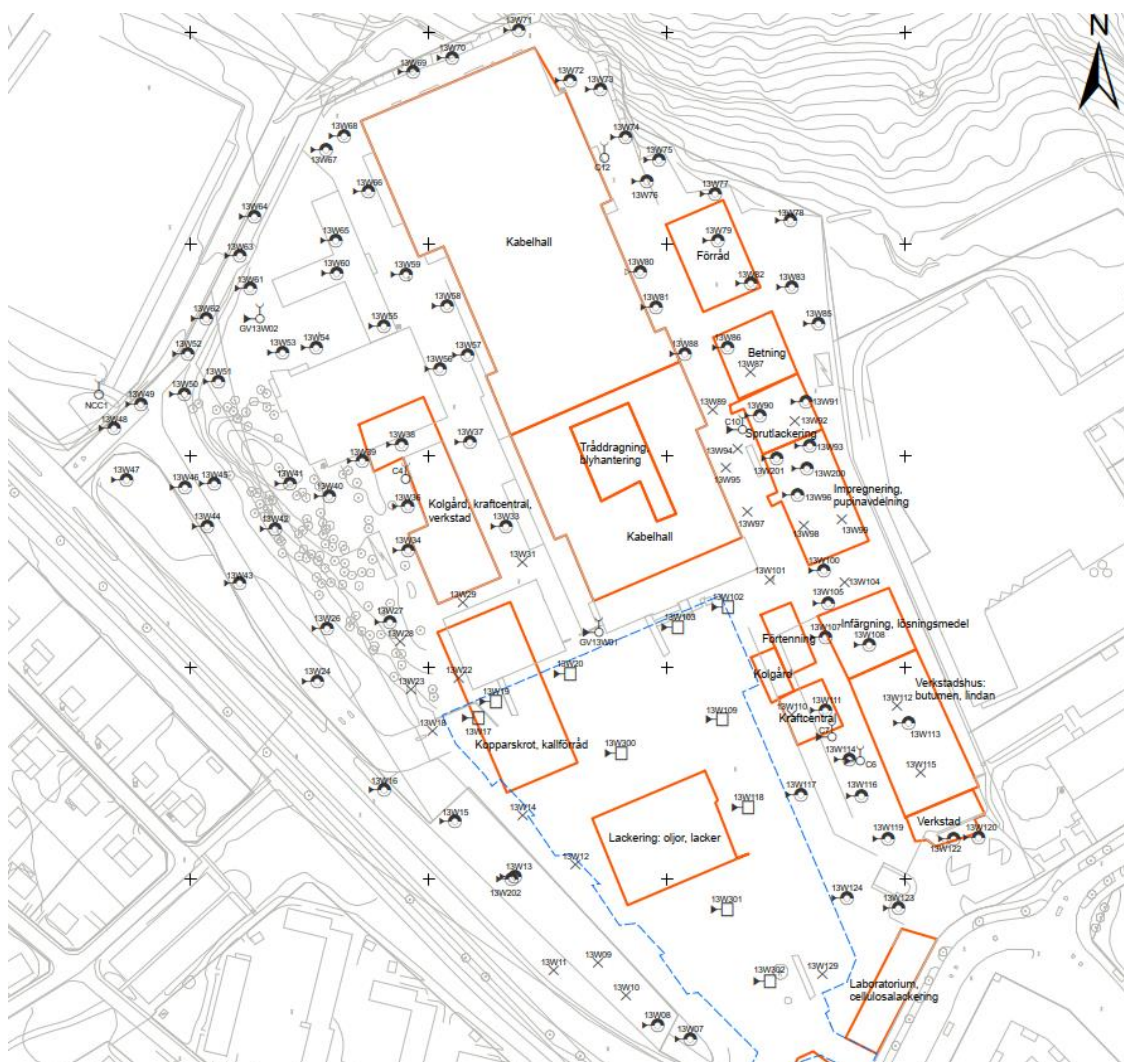 13W71
N
13W70
13W69
13W72
13W73
13W68
13W74
13W67
13W75
C12
13W66
13W76
13W77
13W64
13W78
13W65
13W79
Kabelhall
13W63
Förråd
13W60
13W59
13W80
13W61
13W82
13W83
13W58
13W81
13W62
GV13W02
13W55
13W85
13W52
13W53
13W54
13W57
13W88
13W86
13W56
Betning
13W87
13W51
13W50
NCC1
13W49
13W89
13W90
13W91
13W48
C10
13W92
13W38
13W37
Tråddragning,
blyhantering
Sprutlackering
13W39
13W94
13W93
13W47
13W46
13W45
13W41
C4
13W95
13W201
13W200
13W40
13W96
Impregnering,
pupinavdelning
13W36
Kolgård, kraftcentral,
verkstad
13W44
13W42
13W33
13W97
13W98
13W99
Kabelhall
13W34
13W31
13W43
13W101
13W100
13W104
13W29
13W102
13W105
13W26
13W27
13W103
GV13W01
Förtenning
13W107
Infärgning, lösningsmedel
13W28
13W108
13W24
13W22
13W20
Kolgård
13W23
13W19
Verkstadshus:
butumen, lindan
13W17
13W109
13W110
13W111
13W112
13W18
Kraftcentral
13W113
Kopparskrot, kallförråd
13W300
C7
13W114
C6
13W115
13W16
13W117
13W116
13W14
13W118
13W15
Verkstad
Lackering: oljor, lacker
13W119
13W120
13W122
13W12
13W13
13W202
13W124
13W123
13W301
13W09
13W11
13W302
13W129
Laboratorium,
cellulosalackering
13W10
13W08
13W07